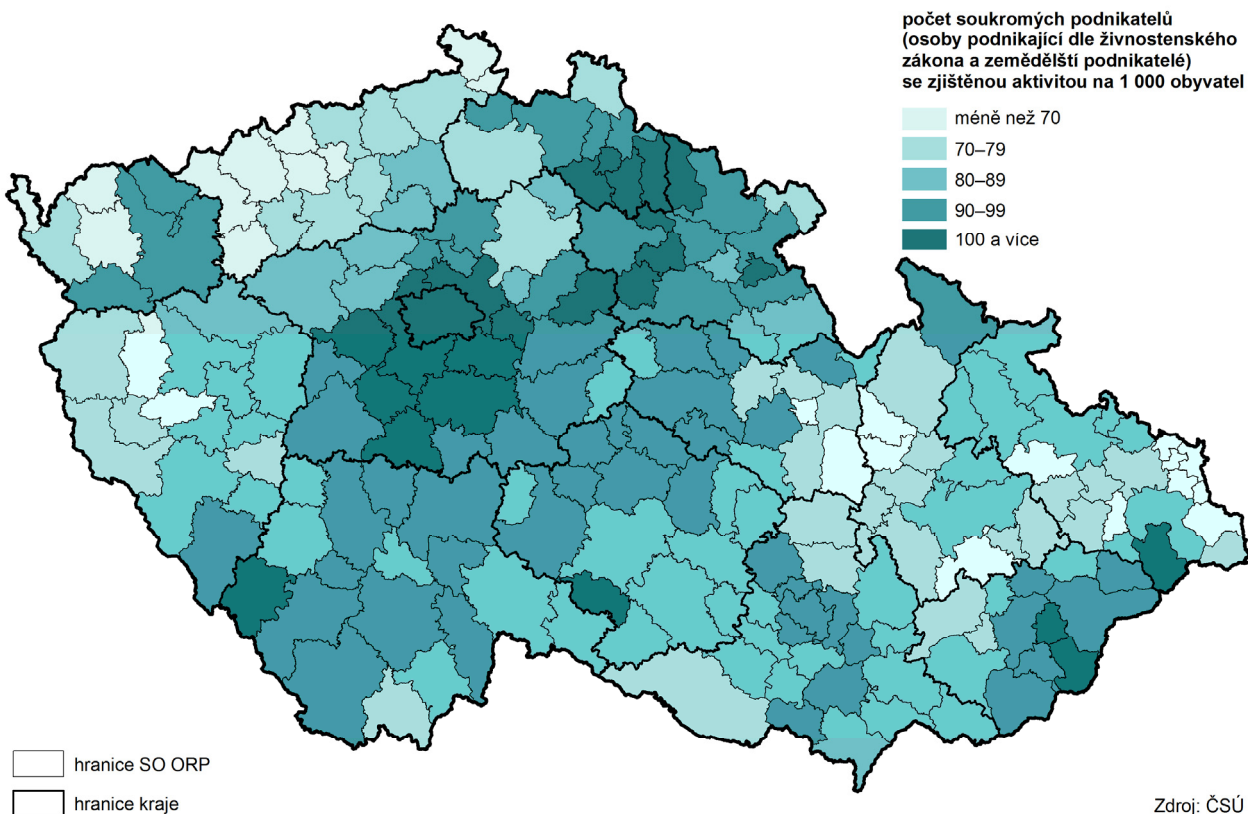 počet soukromých podnikatelů
(osoby podnikající dle živnostenského
zákona a zemědělští podnikatelé)
se zjištěnou aktivitou na 1 000 obyvatel
méně než 70
70–79
80–89
90–99
100 a více
hranice SO ORP
hranice kraje
Zdroj: ČSÚ